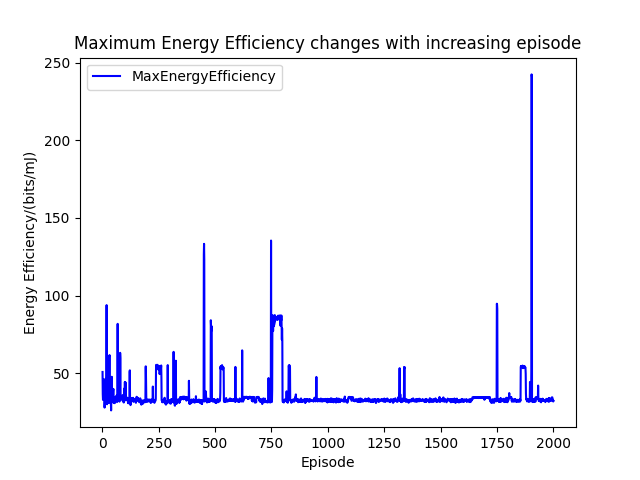 Maximum Energy Efficiency changes with increasing episode
MaxEnergyEfficiency
Energy Efficiency/(bits/mJ)
250
200
150
100
50
0 250 500 750 1000 1250 1500 1750 2000
Episode